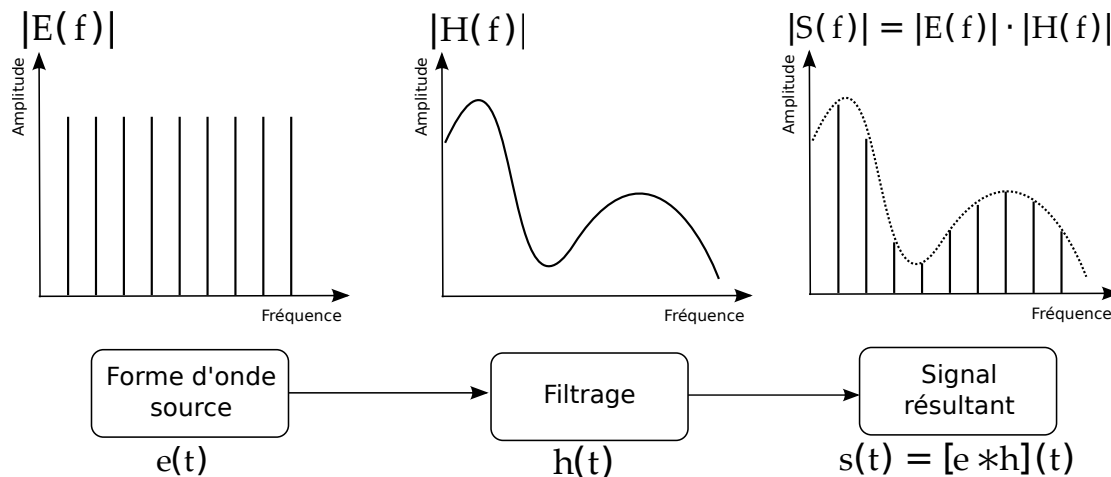 |E(f)|
Amplitude
Fréquence
|H(f)|
Amplitude
Fréquence
|S(f)| = |E(f)| · |H(f)|
Amplitude
Fréquence
Forme d'onde
source
e(t)
Filtrage
h(t)
Signal
résultant
s(t) = [e *h](t)